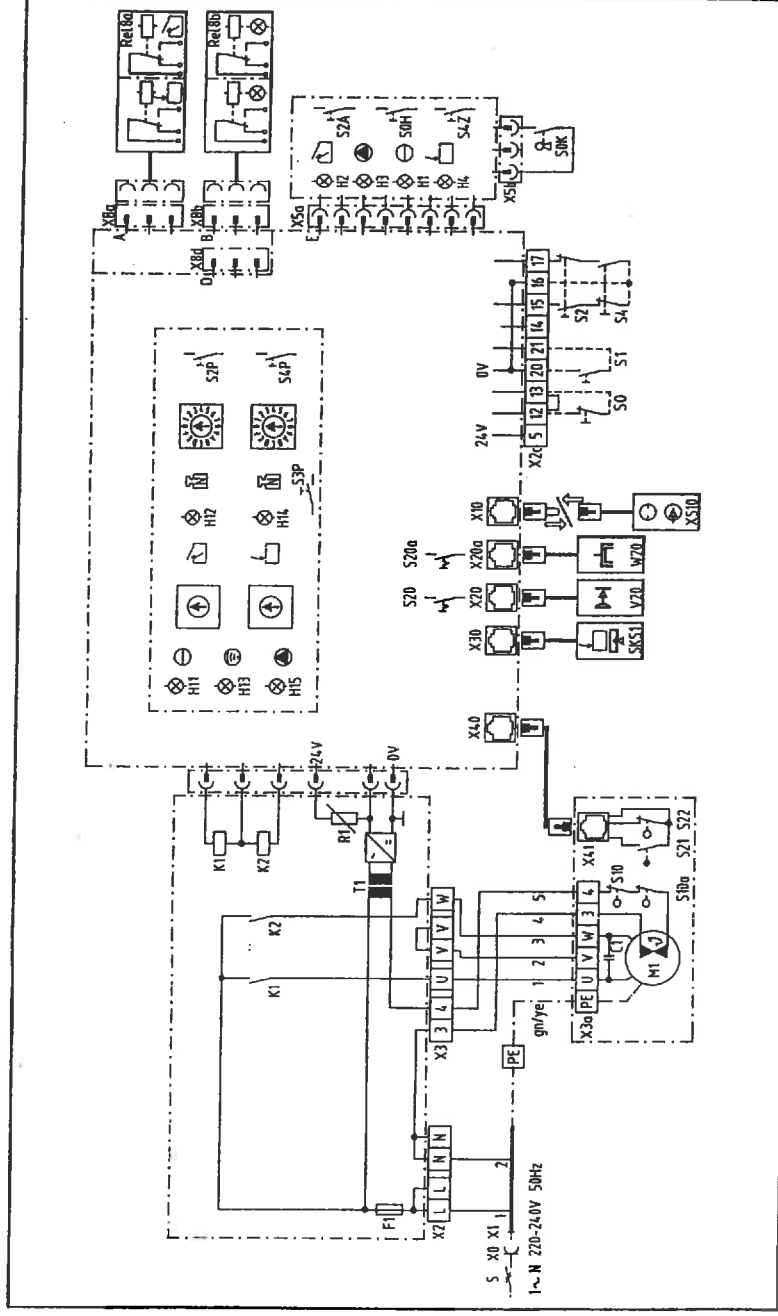 Rel8a
Rel8b
X8a
A
X8b
B
X8d
D
X5a
E
H2
H3
H1
H4
S2A
S0H
S4Z
X5b
S0K
S2P
S4P
H12
H14
S3P
H11
H13
H15
24V
0V
K1
K2
R1
T1
K1
K2
F1
X2
L
L
N
N
X3
3
4
U
V
V
W
1
2
3
4
5
gn/ye
PE
X3a
PE
U
V
W
3
4
C1
M1
S10
S10a
X41
S21
S22
X40
X30
X20
X20a
X10
S20
S20a
SKS1
V20
W20
XS10
24V
0V
X2c
5
12
13
20
21
14
15
16
17
S0
S1
S2
S4
S X0 X1
1
2
1~N 220-240V 50Hz